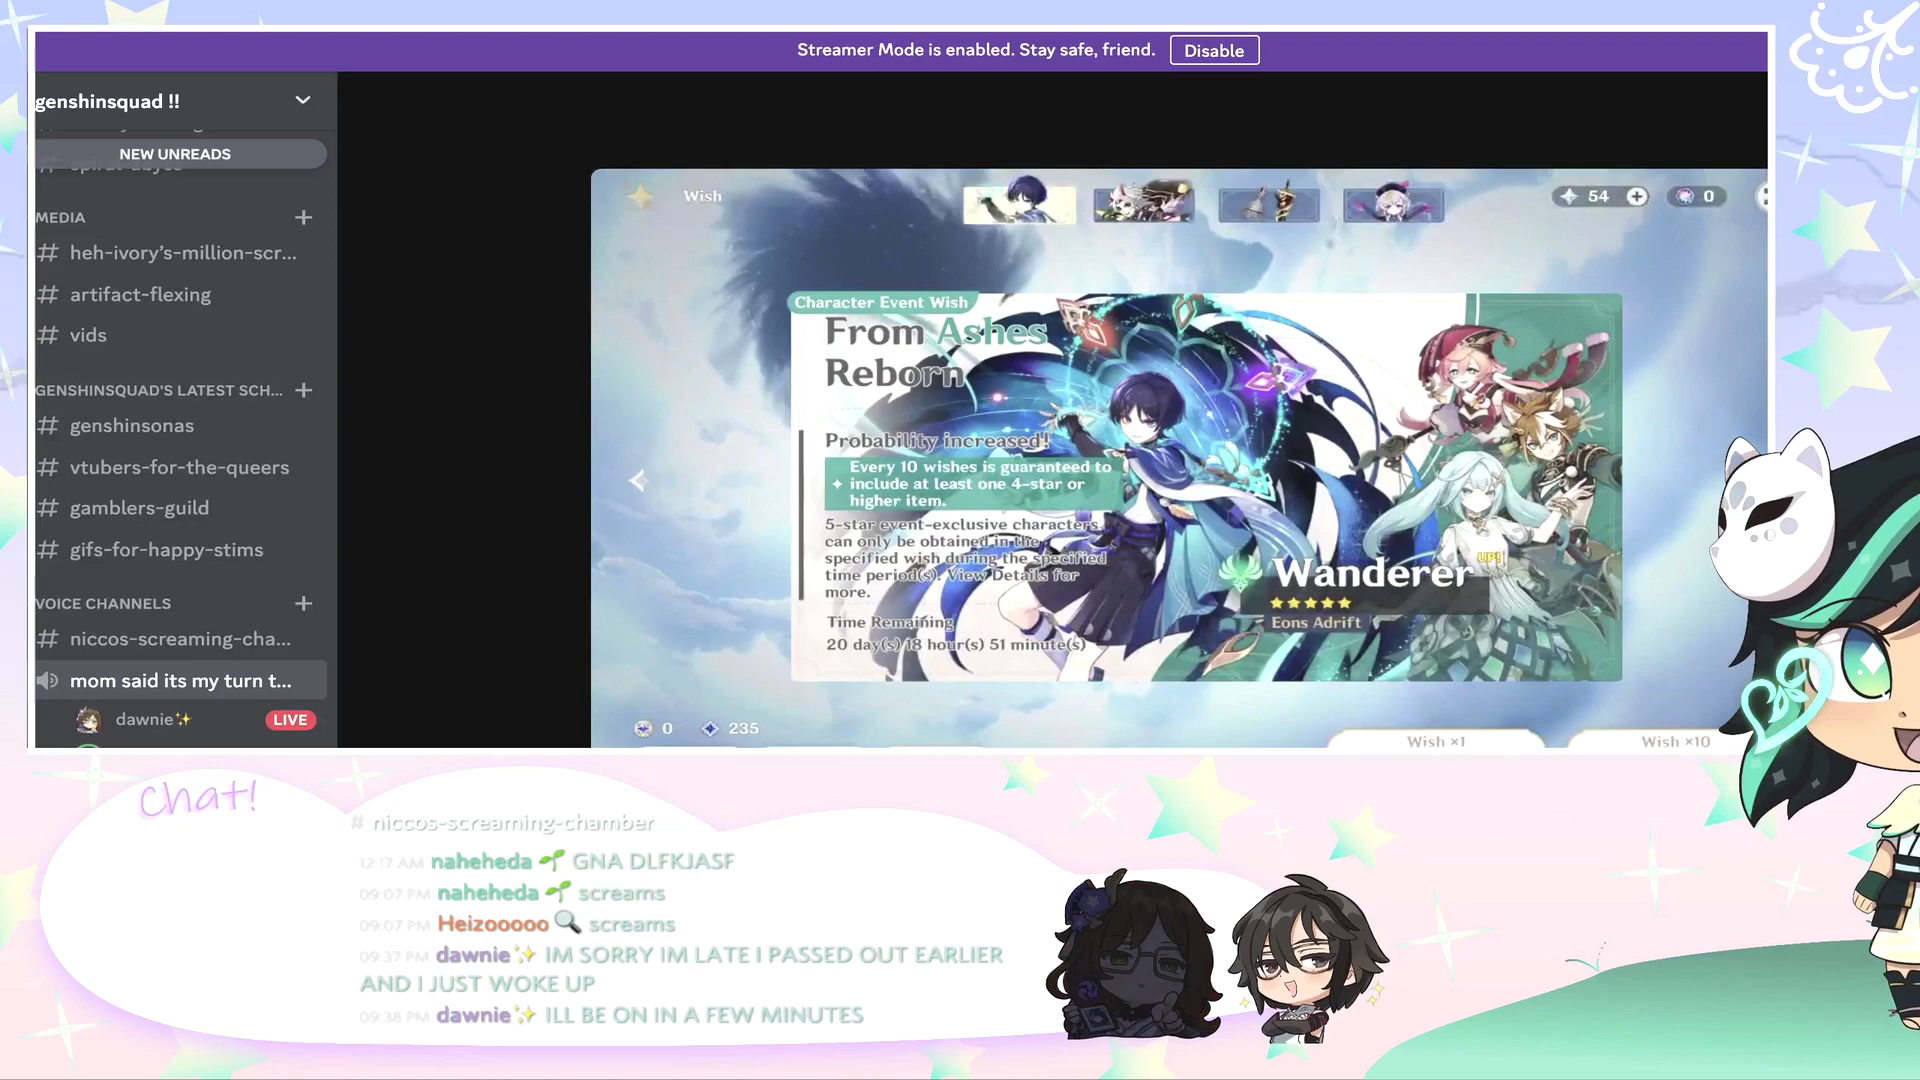 Streamer Mode is enabled. Stay safe, friend.
Disable
genshinsquad !!
NEW UNREADS
# spiral-abyss
MEDIA
# heh-ivory's-million-scr...
# artifact-flexing
# vids
GENSHINSQUAD'S LATEST SCH...
# genshinsonas
# vtubers-for-the-queers
# gamblers-guild
# gifs-for-happy-stims
VOICE CHANNELS
# niccos-screaming-cha...
mom said its my turn t...
dawnie✨ LIVE
Wish
54
0
Character Event Wish
From Ashes
Reborn
Probability increased!
Every 10 wishes is guaranteed to
include at least one 4-star or
higher item.
5-star event-exclusive characters
can only be obtained in the
specified wish during the specified
time period(s). View Details for
more.
Time Remaining
20 day(s) 18 hour(s) 51 minute(s)
UP!
Wanderer
Eons Adrift
0
235
Wish ×1
Wish ×10
Chat!
# niccos-screaming-chamber
12:17 AM naheheda 🌱 GNA DLFKJASF
09:07 PM naheheda 🌱 screams
09:07 PM Heizooooo 🔍 screams
09:37 PM dawnie✨ IM SORRY IM LATE I PASSED OUT EARLIER
AND I JUST WOKE UP
09:38 PM dawnie✨ ILL BE ON IN A FEW MINUTES